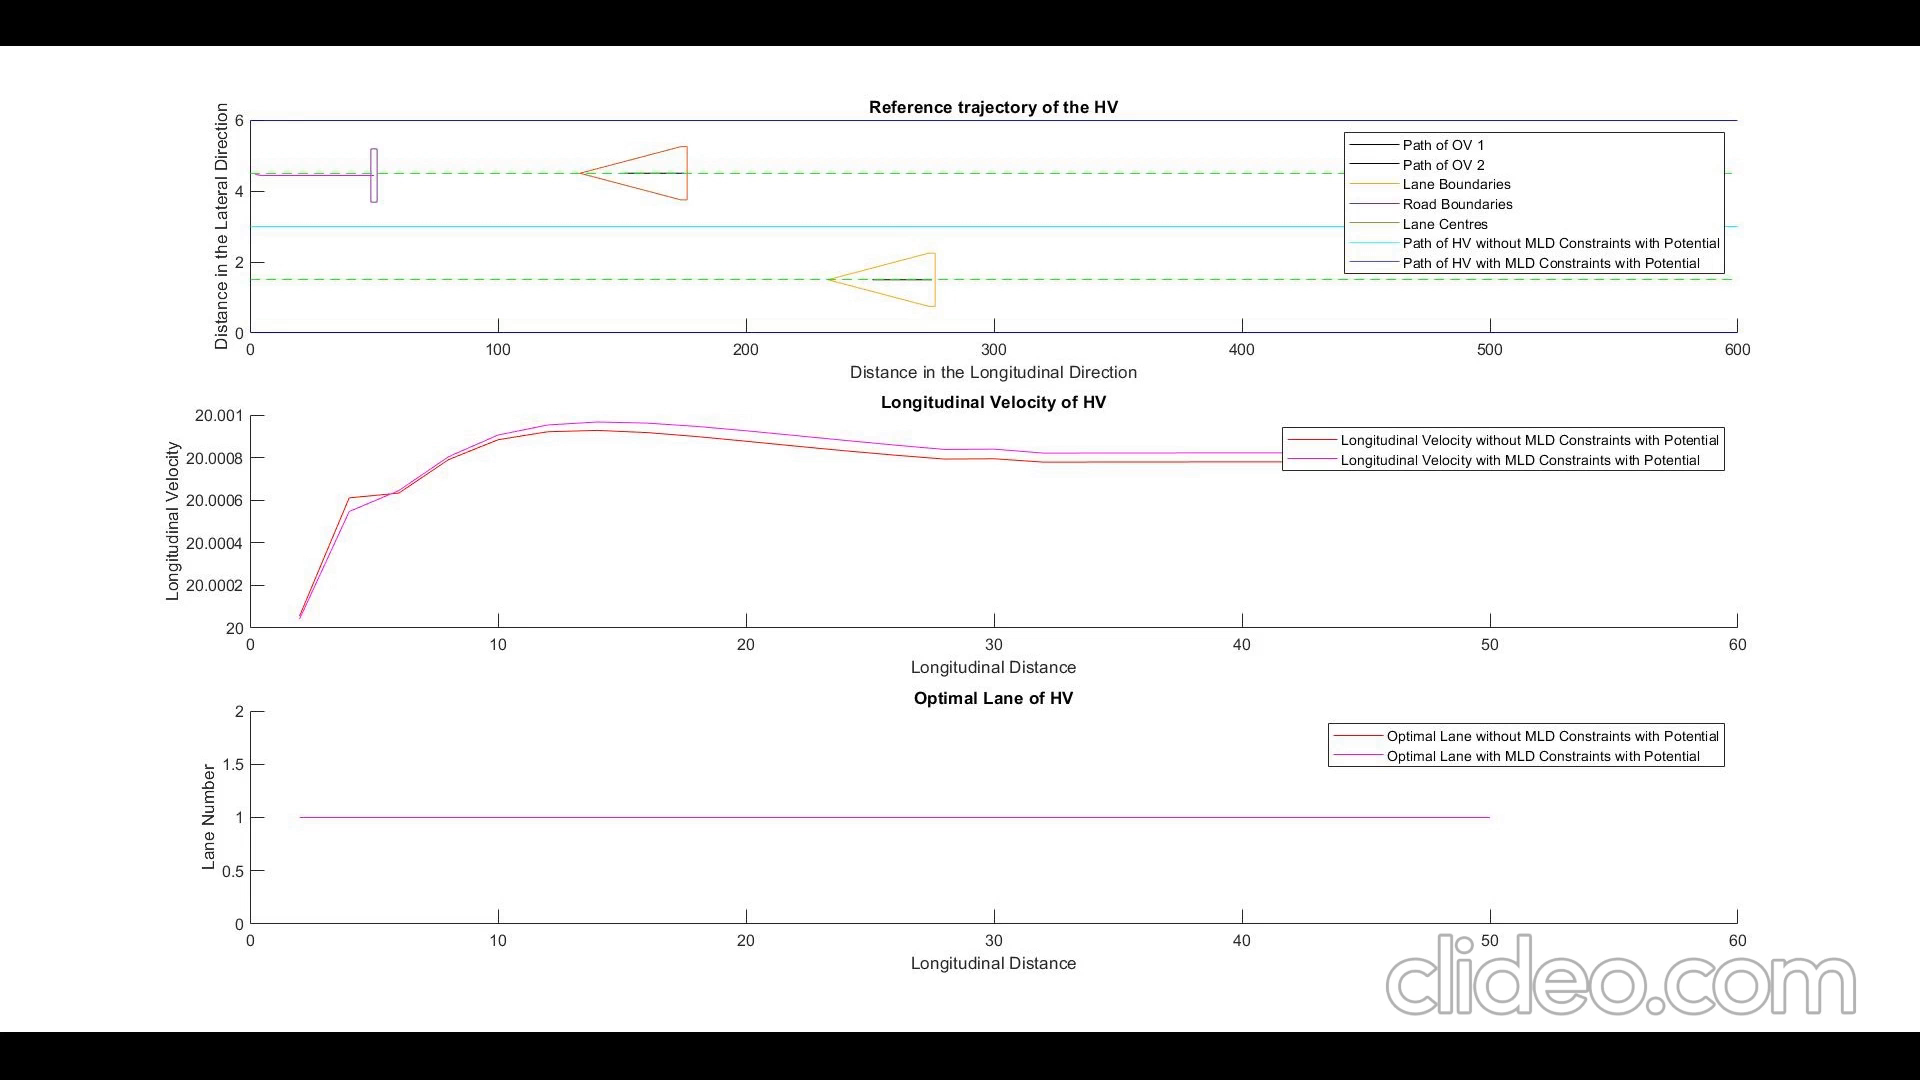 Reference trajectory of the HV
Distance in the Lateral Direction
6
4
2
0
0 100 200 300 400 500 600
Distance in the Longitudinal Direction
Path of OV 1
Path of OV 2
Lane Boundaries
Road Boundaries
Lane Centres
Path of HV without MLD Constraints with Potential
Path of HV with MLD Constraints with Potential
Longitudinal Velocity of HV
Longitudinal Velocity
20.001
20.0008
20.0006
20.0004
20.0002
20
0 10 20 30 40 50 60
Longitudinal Distance
Longitudinal Velocity without MLD Constraints with Potential
Longitudinal Velocity with MLD Constraints with Potential
Optimal Lane of HV
Lane Number
2
1.5
1
0.5
0
0 10 20 30 40 50 60
Longitudinal Distance
Optimal Lane without MLD Constraints with Potential
Optimal Lane with MLD Constraints with Potential
clideo.com